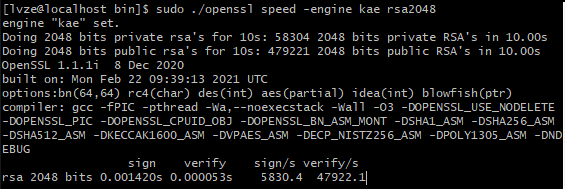 [lvze@localhost bin]$ sudo ./openssl speed -engine kae rsa2048
engine "kae" set.
Doing 2048 bits private rsa's for 10s: 58304 2048 bits private RSA's in 10.00s
Doing 2048 bits public rsa's for 10s: 479221 2048 bits public RSA's in 10.00s
OpenSSL 1.1.1i  8 Dec 2020
built on: Mon Feb 22 09:39:13 2021 UTC
options:bn(64,64) rc4(char) des(int) aes(partial) idea(int) blowfish(ptr)
compiler: gcc -fPIC -pthread -Wa,--noexecstack -Wall -O3 -DOPENSSL_USE_NODELETE
-DOPENSSL_PIC -DOPENSSL_CPUID_OBJ -DOPENSSL_BN_ASM_MONT -DSHA1_ASM -DSHA256_ASM
-DSHA512_ASM -DKECCAK1600_ASM -DVPAES_ASM -DECP_NISTZ256_ASM -DPOLY1305_ASM -DND
EBUG
                  sign    verify    sign/s verify/s
rsa 2048 bits 0.001420s 0.000053s   5830.4  47922.1